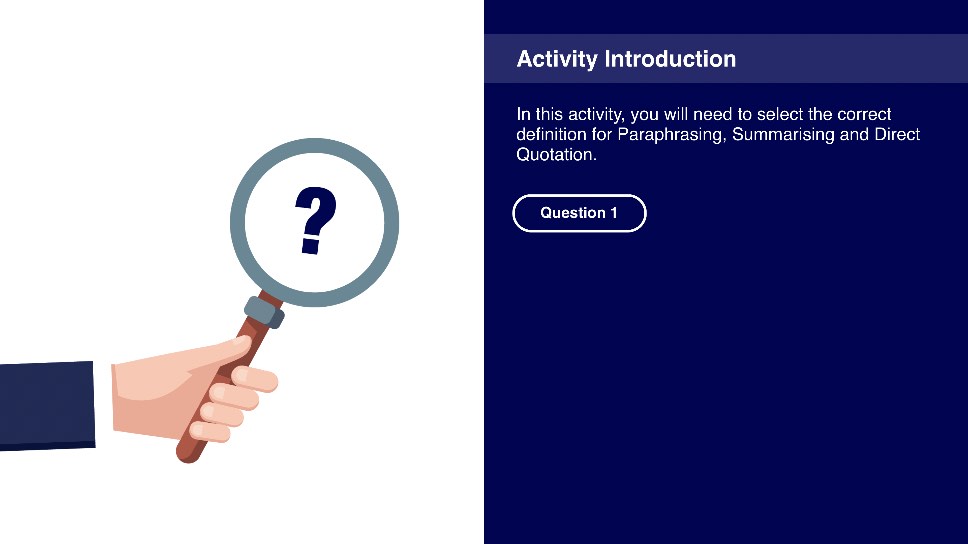 ?
Activity Introduction
In this activity, you will need to select the correct
definition for Paraphrasing, Summarising and Direct
Quotation.
Question 1